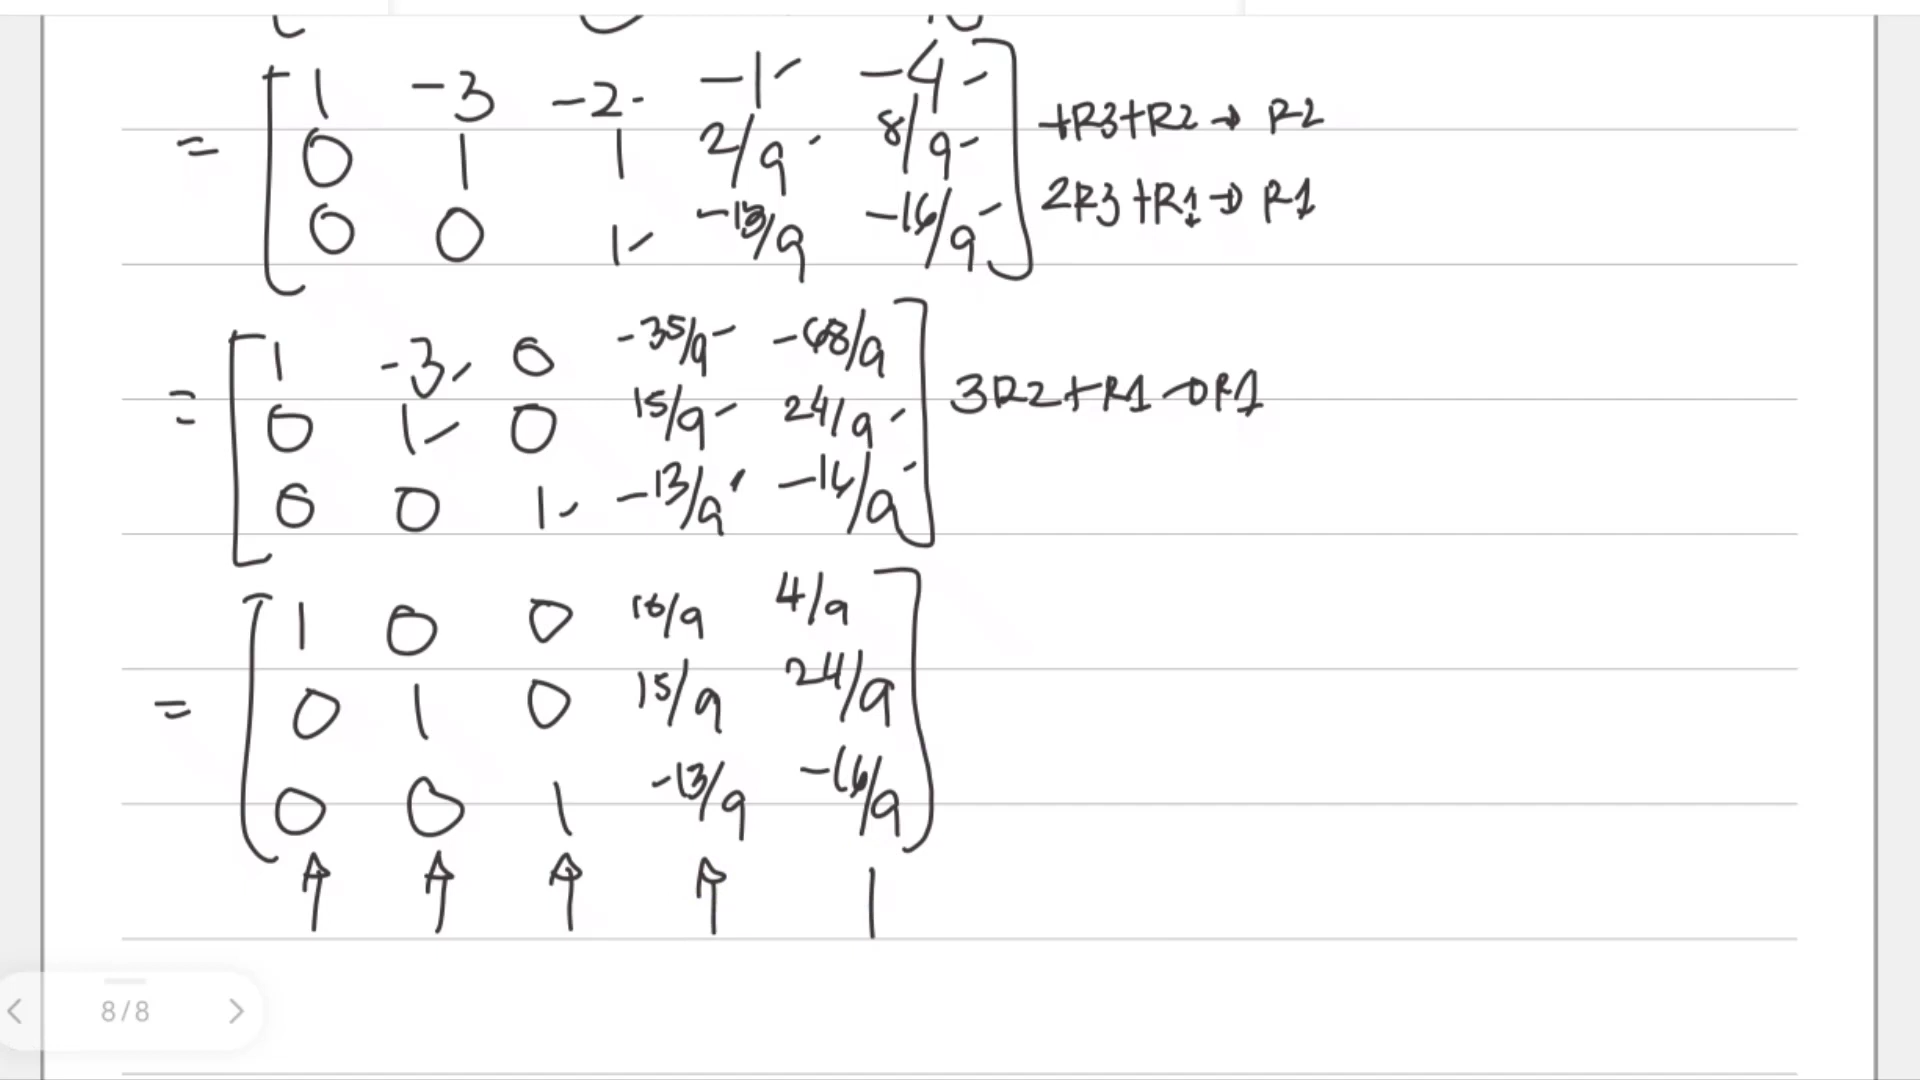 1 -3 -2 -1 -4 +R3+R2 → R2
= 0 1 1 2/9 8/9
0 0 1 -13/9 -16/9 2R3+R1 → R1
1 -3 0 -35/9 -68/9
= 0 1 0 15/9 24/9 3R2+R1→R1
0 0 1 -13/9 -16/9
1 0 0 10/9 4/9
= 0 1 0 15/9 24/9
0 0 1 -13/9 -16/9
↑ ↑ ↑ ↑ |
< 8/8 >